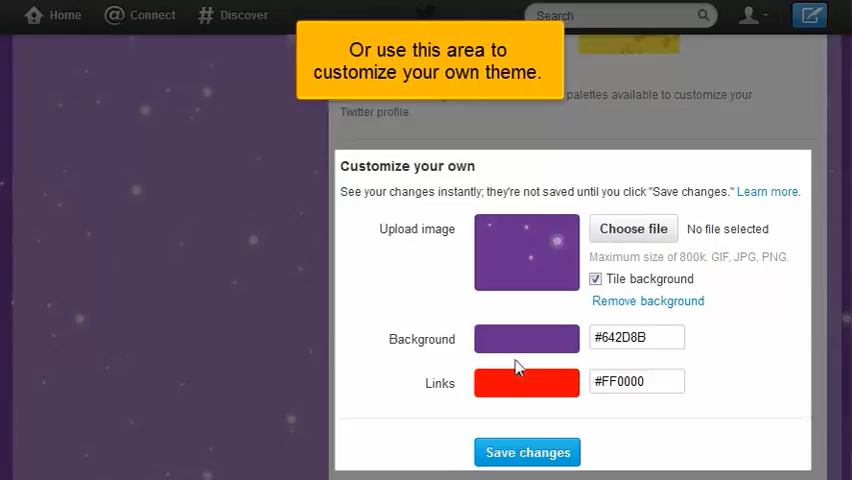 Home
Connect
Discover
Search
Or use this area to
customize your own theme.
palettes available to customize your
Twitter profile.
Customize your own
See your changes instantly; they're not saved until you click "Save changes." Learn more.
Upload image
Choose file No file selected
Maximum size of 800k. GIF, JPG, PNG.
Tile background
Remove background
Background #642D8B
Links #FF0000
Save changes